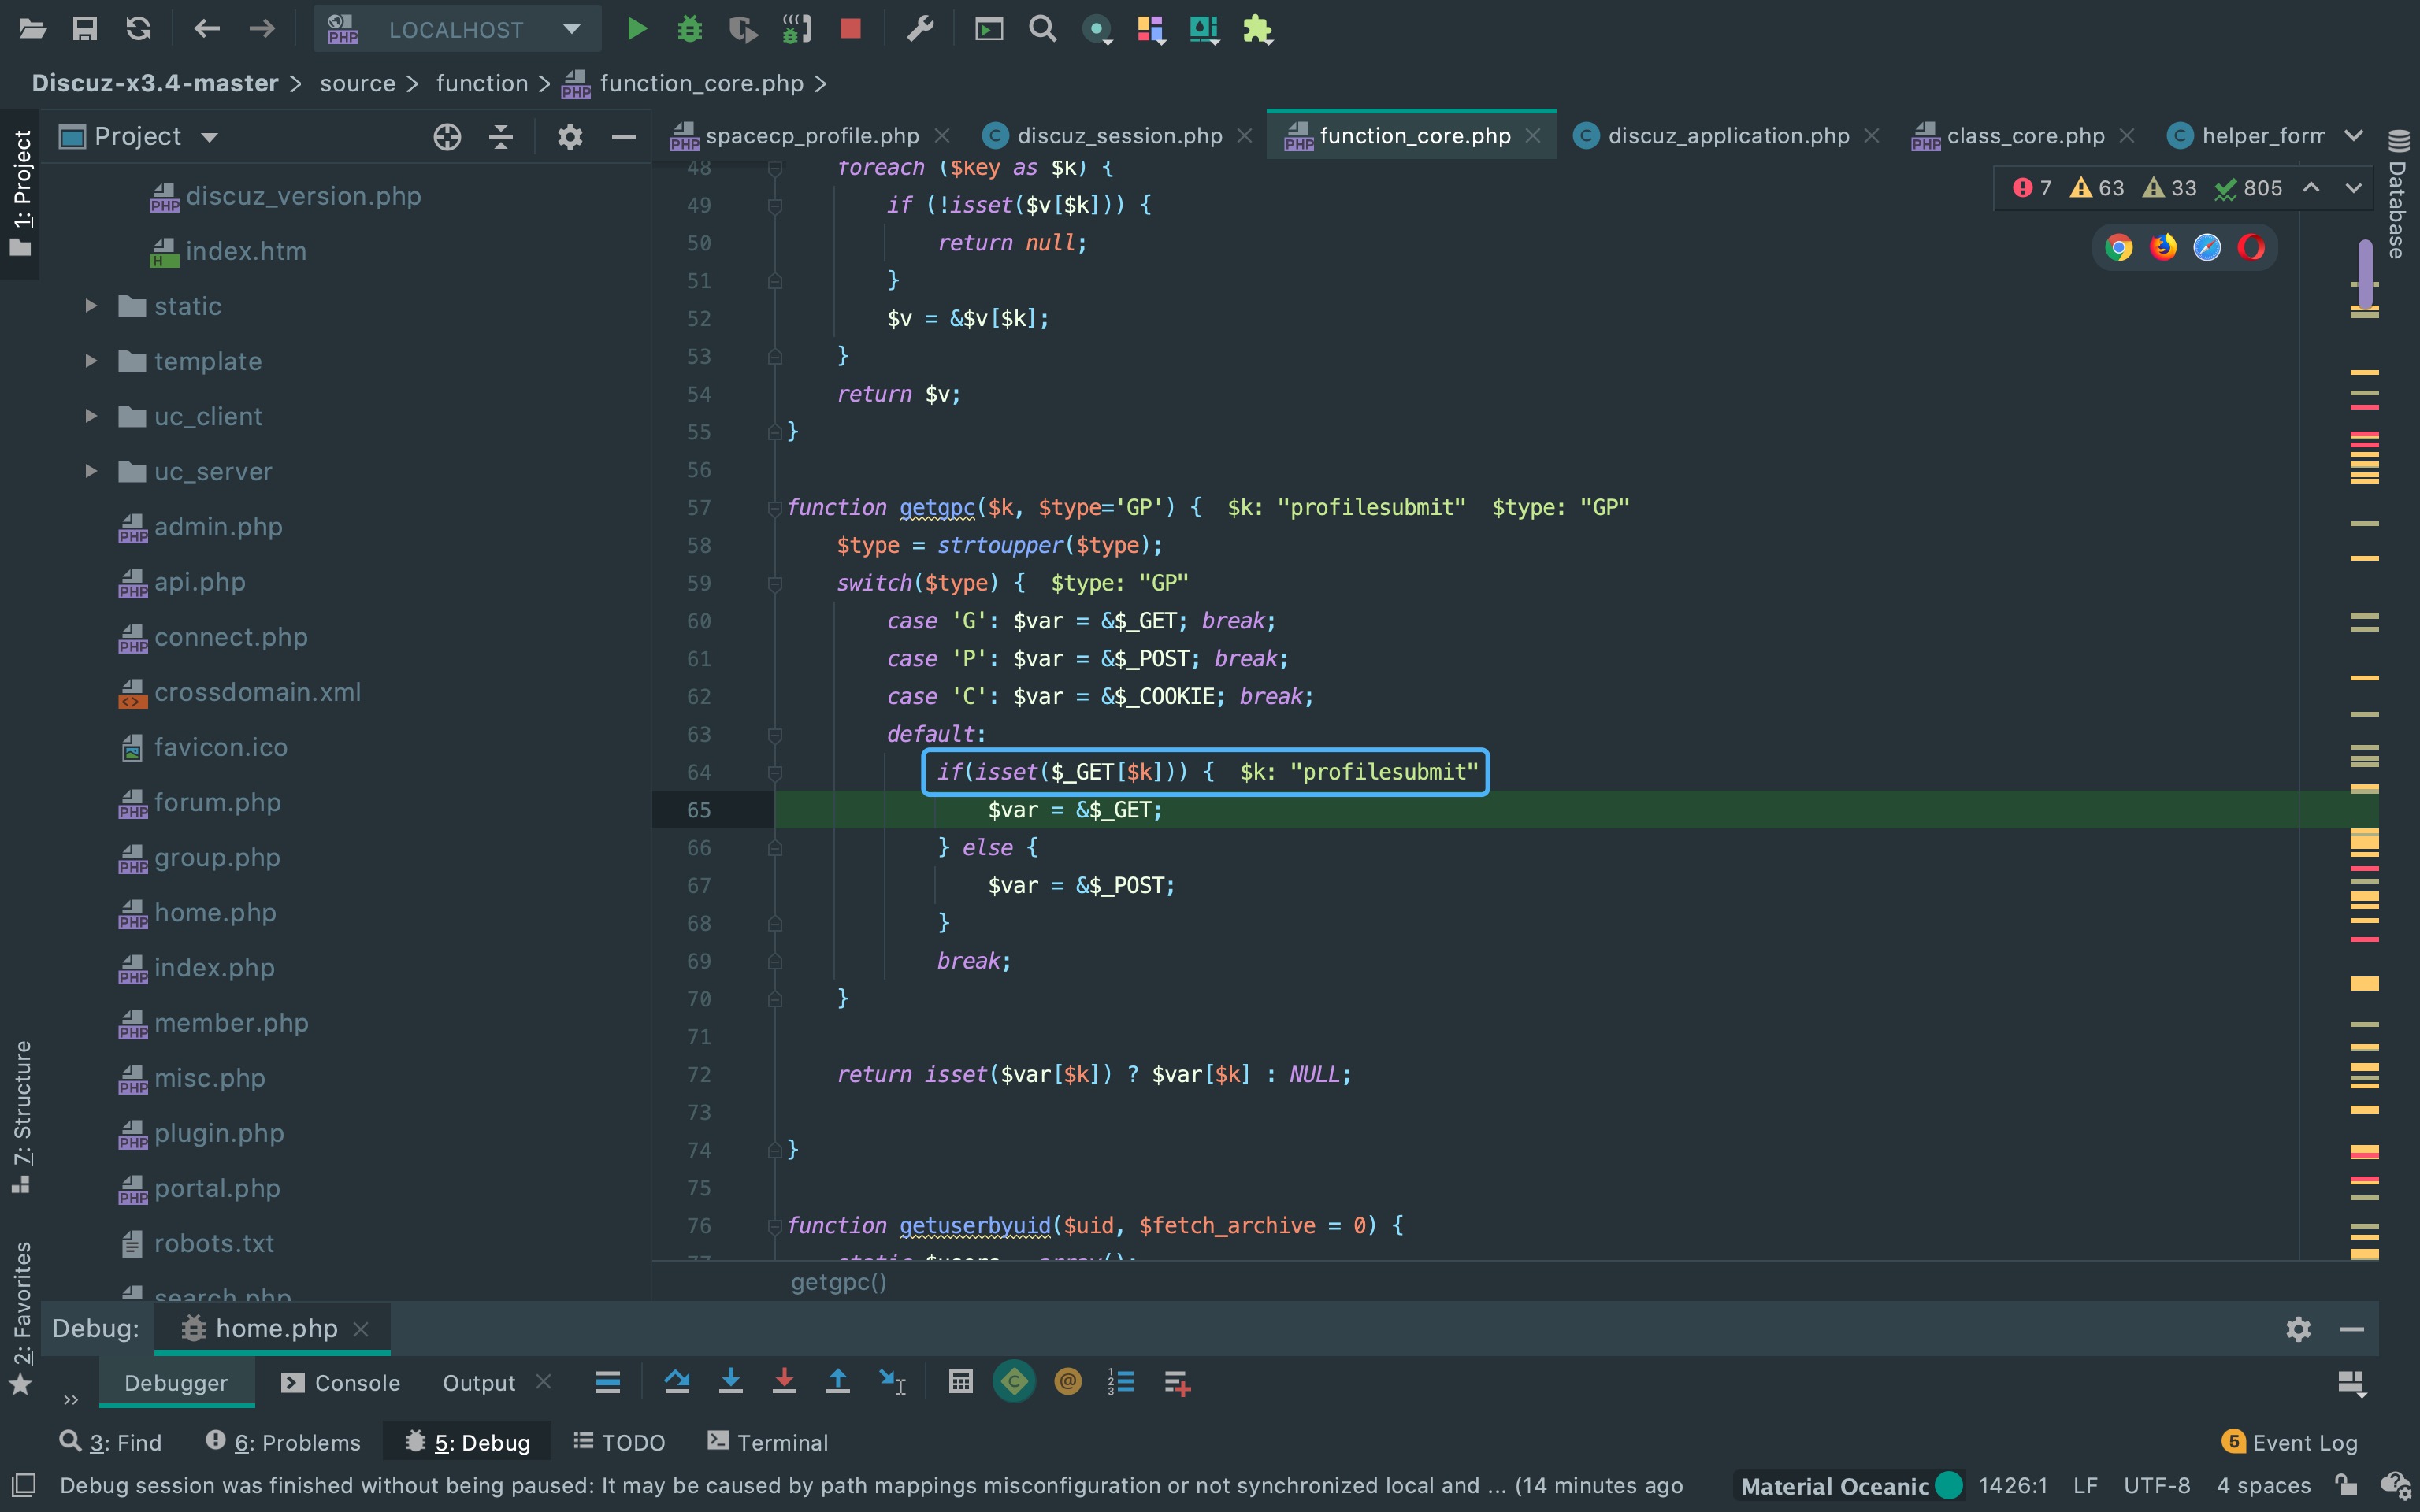 LOCALHOST
Discuz-x3.4-master > source > function > function_core.php >
Project
spacecp_profile.php
discuz_session.php
function_core.php
discuz_application.php
class_core.php
helper_form
1: Project
7: Structure
2: Favorites
Database
discuz_version.php
index.htm
static
template
uc_client
uc_server
admin.php
api.php
connect.php
crossdomain.xml
favicon.ico
forum.php
group.php
home.php
index.php
member.php
misc.php
plugin.php
portal.php
robots.txt
search.php
7 63 33 805
48 foreach ($key as $k) {
49 if (!isset($v[$k])) {
50 return null;
51 }
52 $v = &$v[$k];
53 }
54 return $v;
55 }
56
57 function getgpc($k, $type='GP') { $k: "profilesubmit" $type: "GP"
58 $type = strtoupper($type);
59 switch($type) { $type: "GP"
60 case 'G': $var = &$_GET; break;
61 case 'P': $var = &$_POST; break;
62 case 'C': $var = &$_COOKIE; break;
63 default:
64 if(isset($_GET[$k])) { $k: "profilesubmit"
65 $var = &$_GET;
66 } else {
67 $var = &$_POST;
68 }
69 break;
70 }
71
72 return isset($var[$k]) ? $var[$k] : NULL;
73
74 }
75
76 function getuserbyuid($uid, $fetch_archive = 0) {
77 static $users = array();
getgpc()
Debug: home.php
Debugger Console Output
3: Find 6: Problems 5: Debug TODO Terminal 5 Event Log
Debug session was finished without being paused: It may be caused by path mappings misconfiguration or not synchronized local and ... (14 minutes ago Material Oceanic 1426:1 LF UTF-8 4 spaces